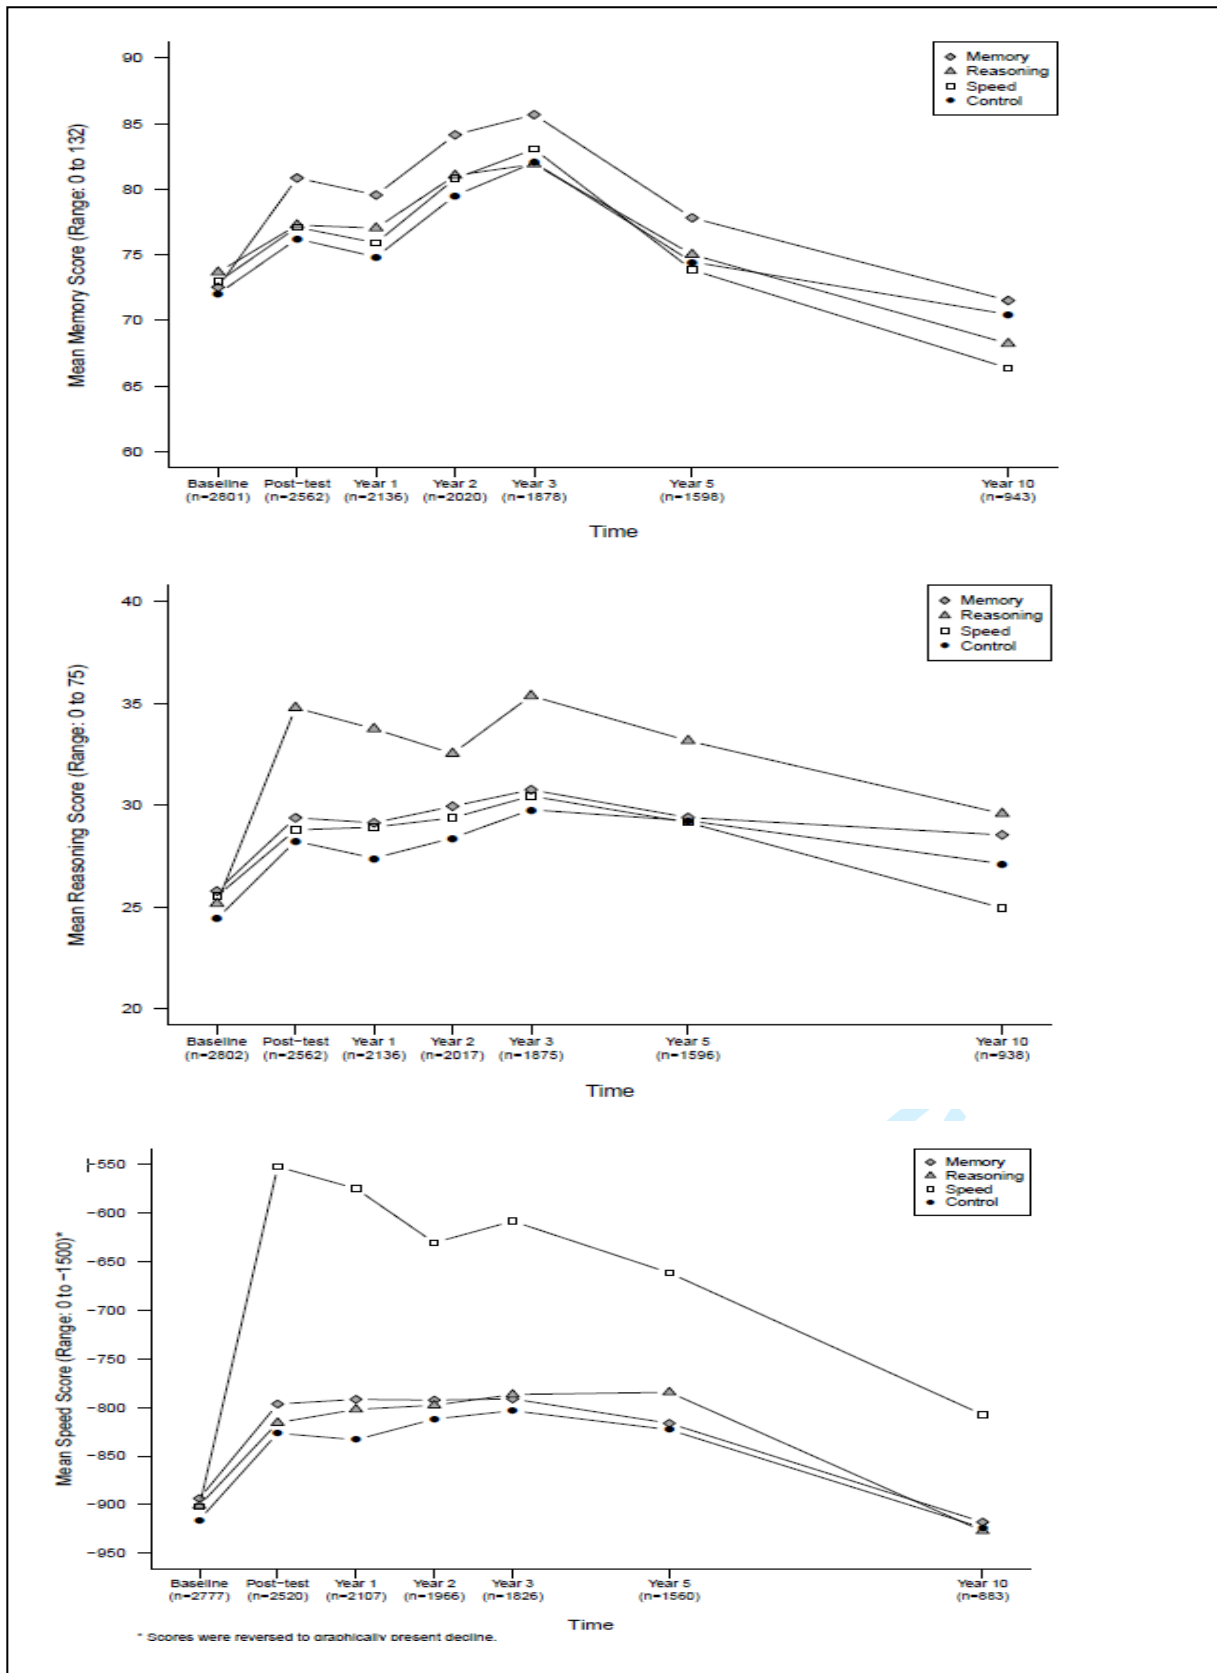 Mean Memory Score (Range: 0 to 132)
90
85
80
75
70
65
60
Memory
Reasoning
Speed
Control
Baseline Post-test Year 1 Year 2 Year 3 Year 5 Year 10
(n=2801) (n=2562) (n=2136) (n=2020) (n=1878) (n=1598) (n=943)
Time
Mean Reasoning Score (Range: 0 to 75)
40
35
30
25
20
Memory
Reasoning
Speed
Control
Baseline Post-test Year 1 Year 2 Year 3 Year 5 Year 10
(n=2802) (n=2562) (n=2136) (n=2017) (n=1875) (n=1596) (n=938)
Time
Mean Speed Score (Range: 0 to -1500)*
-550
-600
-650
-700
-750
-800
-850
-900
-950
Memory
Reasoning
Speed
Control
Baseline Post-test Year 1 Year 2 Year 3 Year 5 Year 10
(n=2777) (n=2520) (n=2107) (n=1966) (n=1826) (n=1560) (n=883)
Time
* Scores were reversed to graphically present decline.